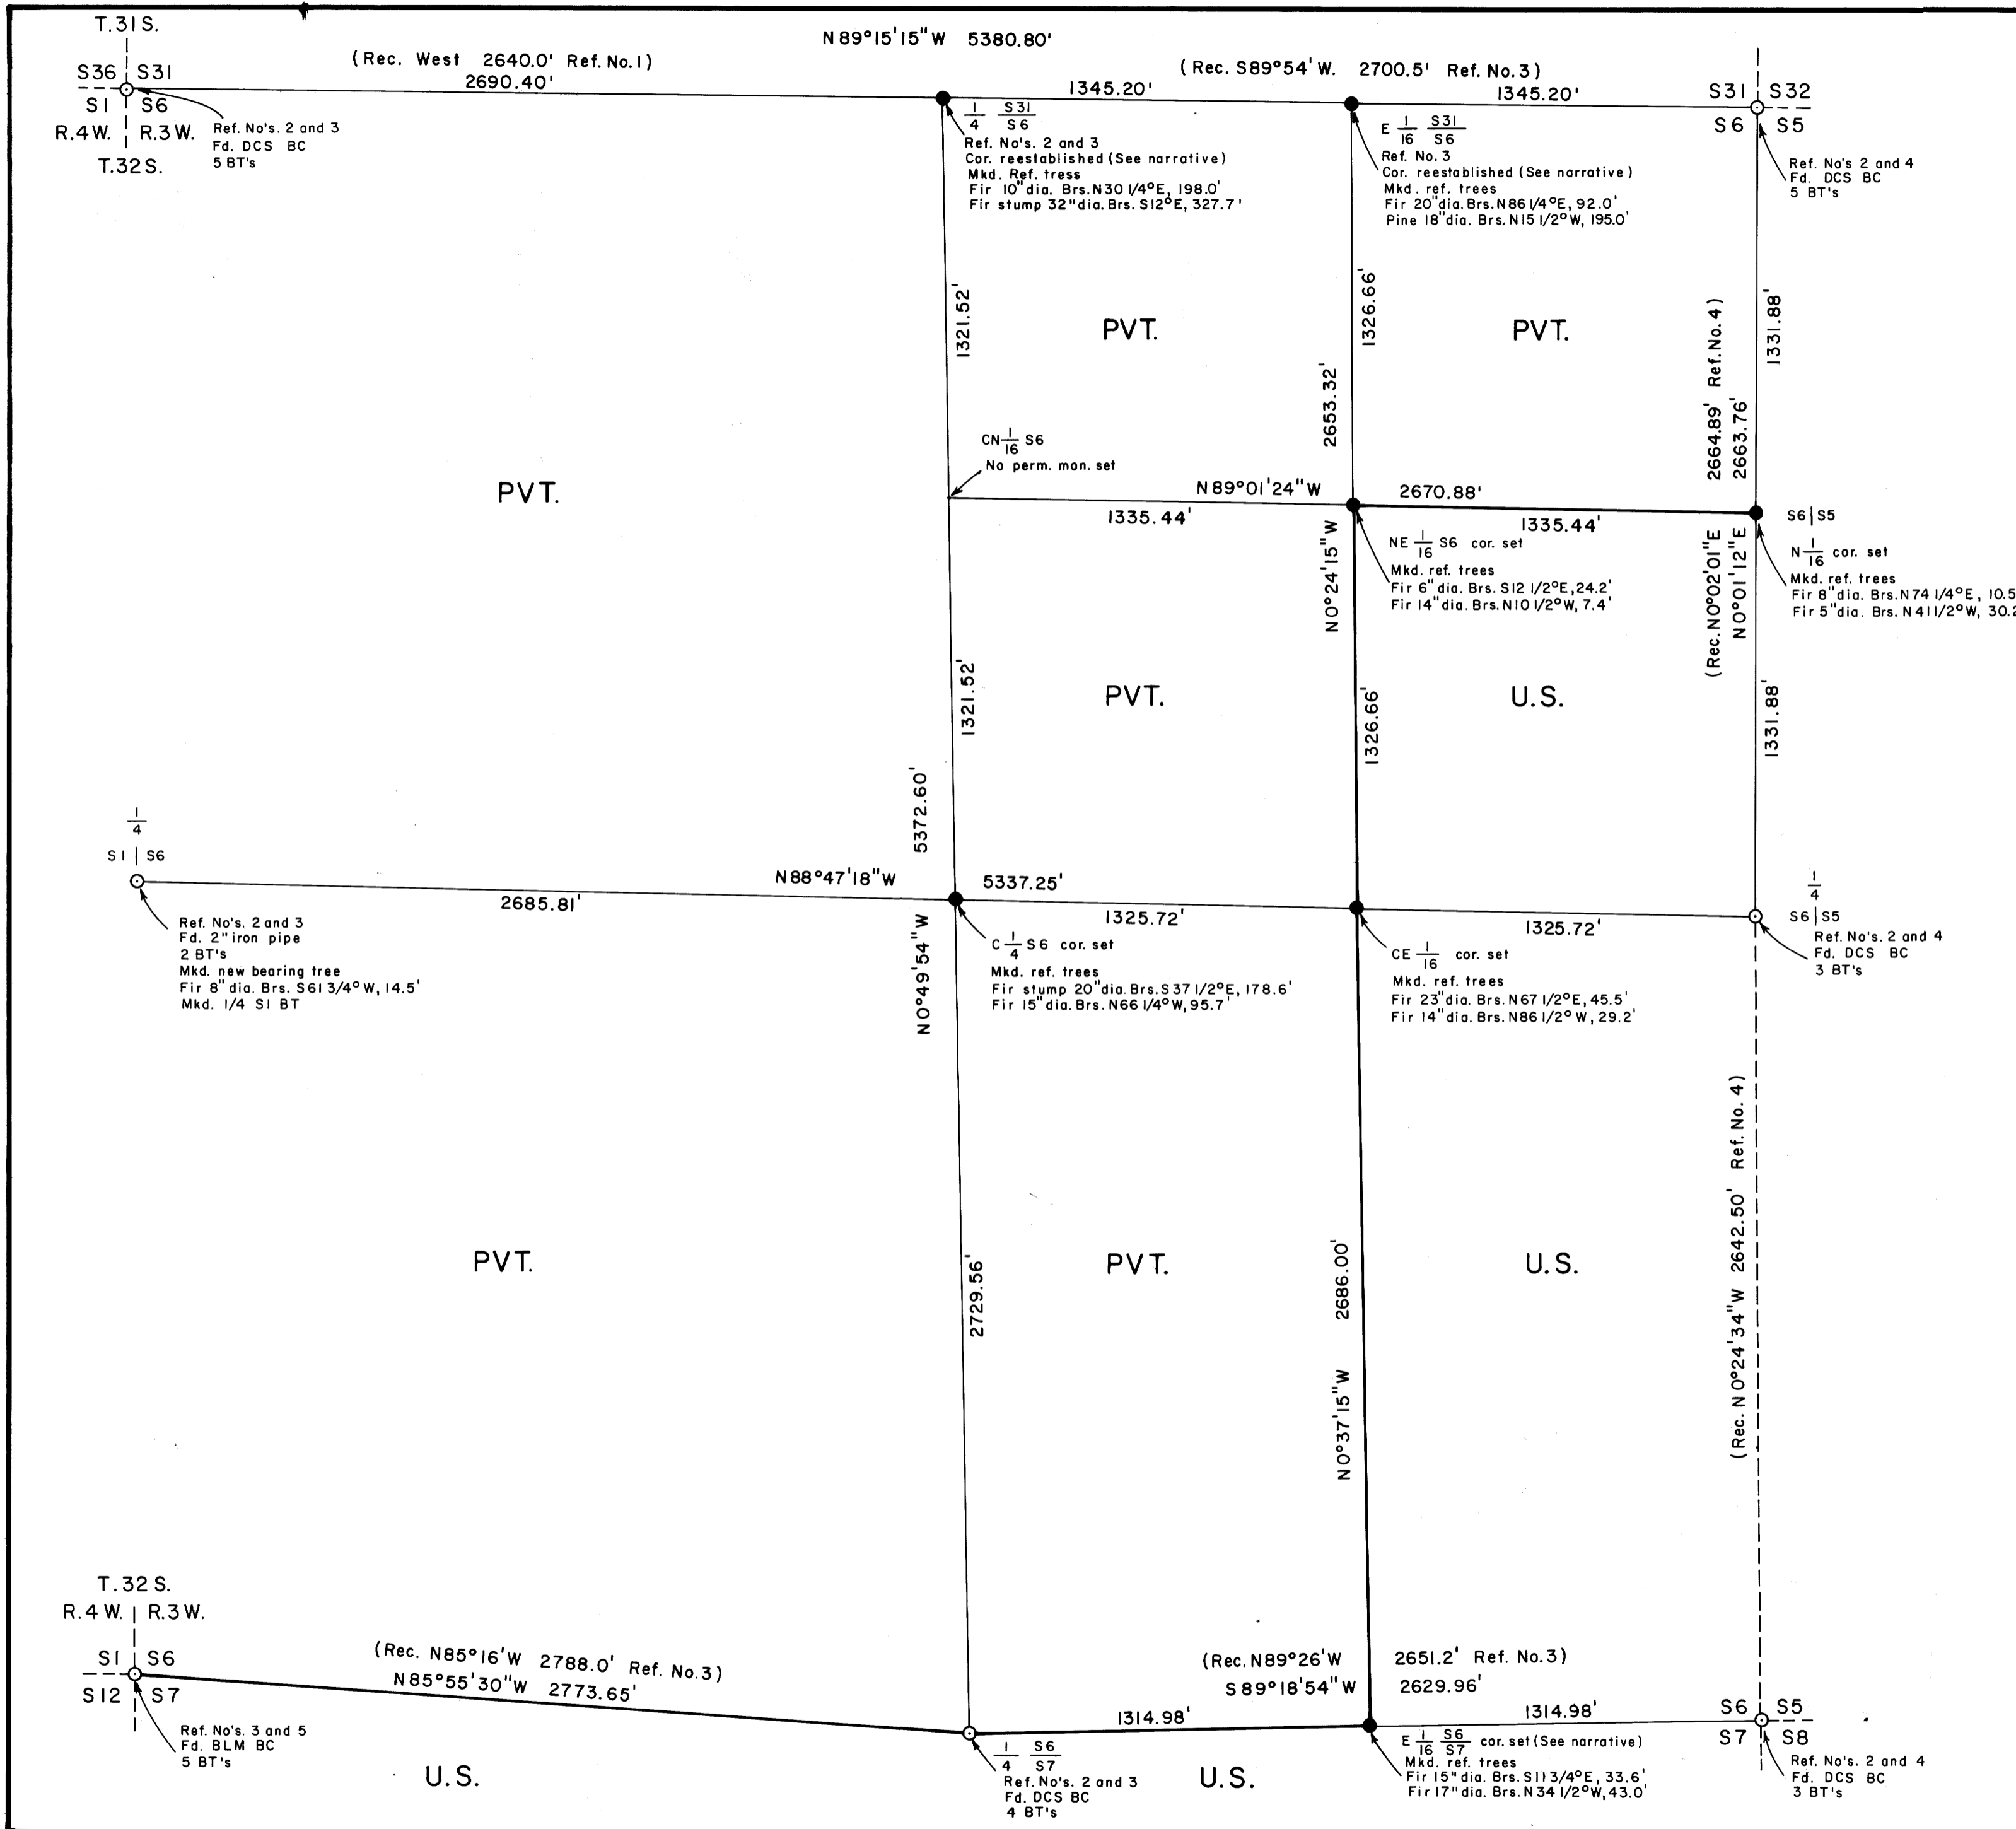 T.31S.
S36 S31
S1 S6
R.4W. R.3W.
T.32S.
Ref. No's. 2 and 3
Fd. DCS BC
5 BT's
(Rec. West 2640.0' Ref. No.1)
2690.40'
N89°15'15"W 5380.80'
(Rec. S89°54'W. 2700.5' Ref. No.3)
1345.20'
1345.20'
S31 S32
S6 S5
Ref. No's 2 and 4
Fd. DCS BC
5 BT's
1/4 S31/S6
Ref. No's. 2 and 3
Cor. reestablished (See narrative)
Mkd. Ref. tress
Fir 10" dia. Brs. N30 1/4°E, 198.0'
Fir stump 32" dia. Brs. S12°E, 327.7'
E 1/16 S31/S6
Ref. No. 3
Cor. reestablished (See narrative)
Mkd. ref. trees
Fir 20" dia. Brs. N86 1/4°E, 92.0'
Pine 18" dia. Brs. N15 1/2°W, 195.0'
1321.52'
PVT.
1326.66'
2653.32'
PVT.
(Rec. N0°02'01"E 2664.89' Ref. No. 4)
N0°01'12"E 2663.76'
1331.88'
PVT.
CN 1/16 S6
No perm. mon. set
N89°01'24"W 2670.88'
1335.44'
1335.44'
N0°24'15"W
NE 1/16 S6 cor. set
Mkd. ref. trees
Fir 6" dia. Brs. S12 1/2°E, 24.2'
Fir 14" dia. Brs. N10 1/2°W, 7.4'
S6 S5
N 1/16 cor. set
Mkd. ref. trees
Fir 8" dia. Brs. N74 1/4°E, 10.5
Fir 5" dia. Brs. N41 1/2°W, 30.2
1321.52'
PVT.
1326.66'
U.S.
1331.88'
1/4
S1 S6
Ref. No's. 2 and 3
Fd. 2" iron pipe
2 BT's
Mkd. new bearing tree
Fir 8" dia. Brs. S61 3/4°W, 14.5'
Mkd. 1/4 S1 BT
N88°47'18"W 5337.25'
2685.81'
1325.72'
1325.72'
N0°49'54"W 5372.60'
C 1/4 S6 cor. set
Mkd. ref. trees
Fir stump 20" dia. Brs. S37 1/2°E, 178.6'
Fir 15" dia. Brs. N66 1/4°W, 95.7'
CE 1/16 cor. set
Mkd. ref. trees
Fir 23" dia. Brs. N67 1/2°E, 45.5'
Fir 14" dia. Brs. N86 1/2°W, 29.2'
1/4
S6 S5
Ref. No's. 2 and 4
Fd. DCS BC
3 BT's
PVT.
2729.56'
PVT.
N0°37'15"W 2686.00'
U.S.
(Rec. N0°24'34"W 2642.50' Ref. No. 4)
T.32S.
R.4W. R.3W.
S1 S6
S12 S7
Ref. No's. 3 and 5
Fd. BLM BC
5 BT's
(Rec. N85°16'W 2788.0' Ref. No.3)
N85°55'30"W 2773.65'
U.S.
1/4 S6/S7
Ref. No's. 2 and 3
Fd. DCS BC
4 BT's
(Rec. N89°26'W 2651.2' Ref. No.3)
S89°18'54"W 2629.96'
1314.98'
1314.98'
U.S.
E 1/16 S6/S7 cor. set (See narrative)
Mkd. ref. trees
Fir 15" dia. Brs. S11 3/4°E, 33.6'
Fir 17" dia. Brs. N34 1/2°W, 43.0'
S6 S5
S7 S8
Ref. No's. 2 and 4
Fd. DCS BC
3 BT's